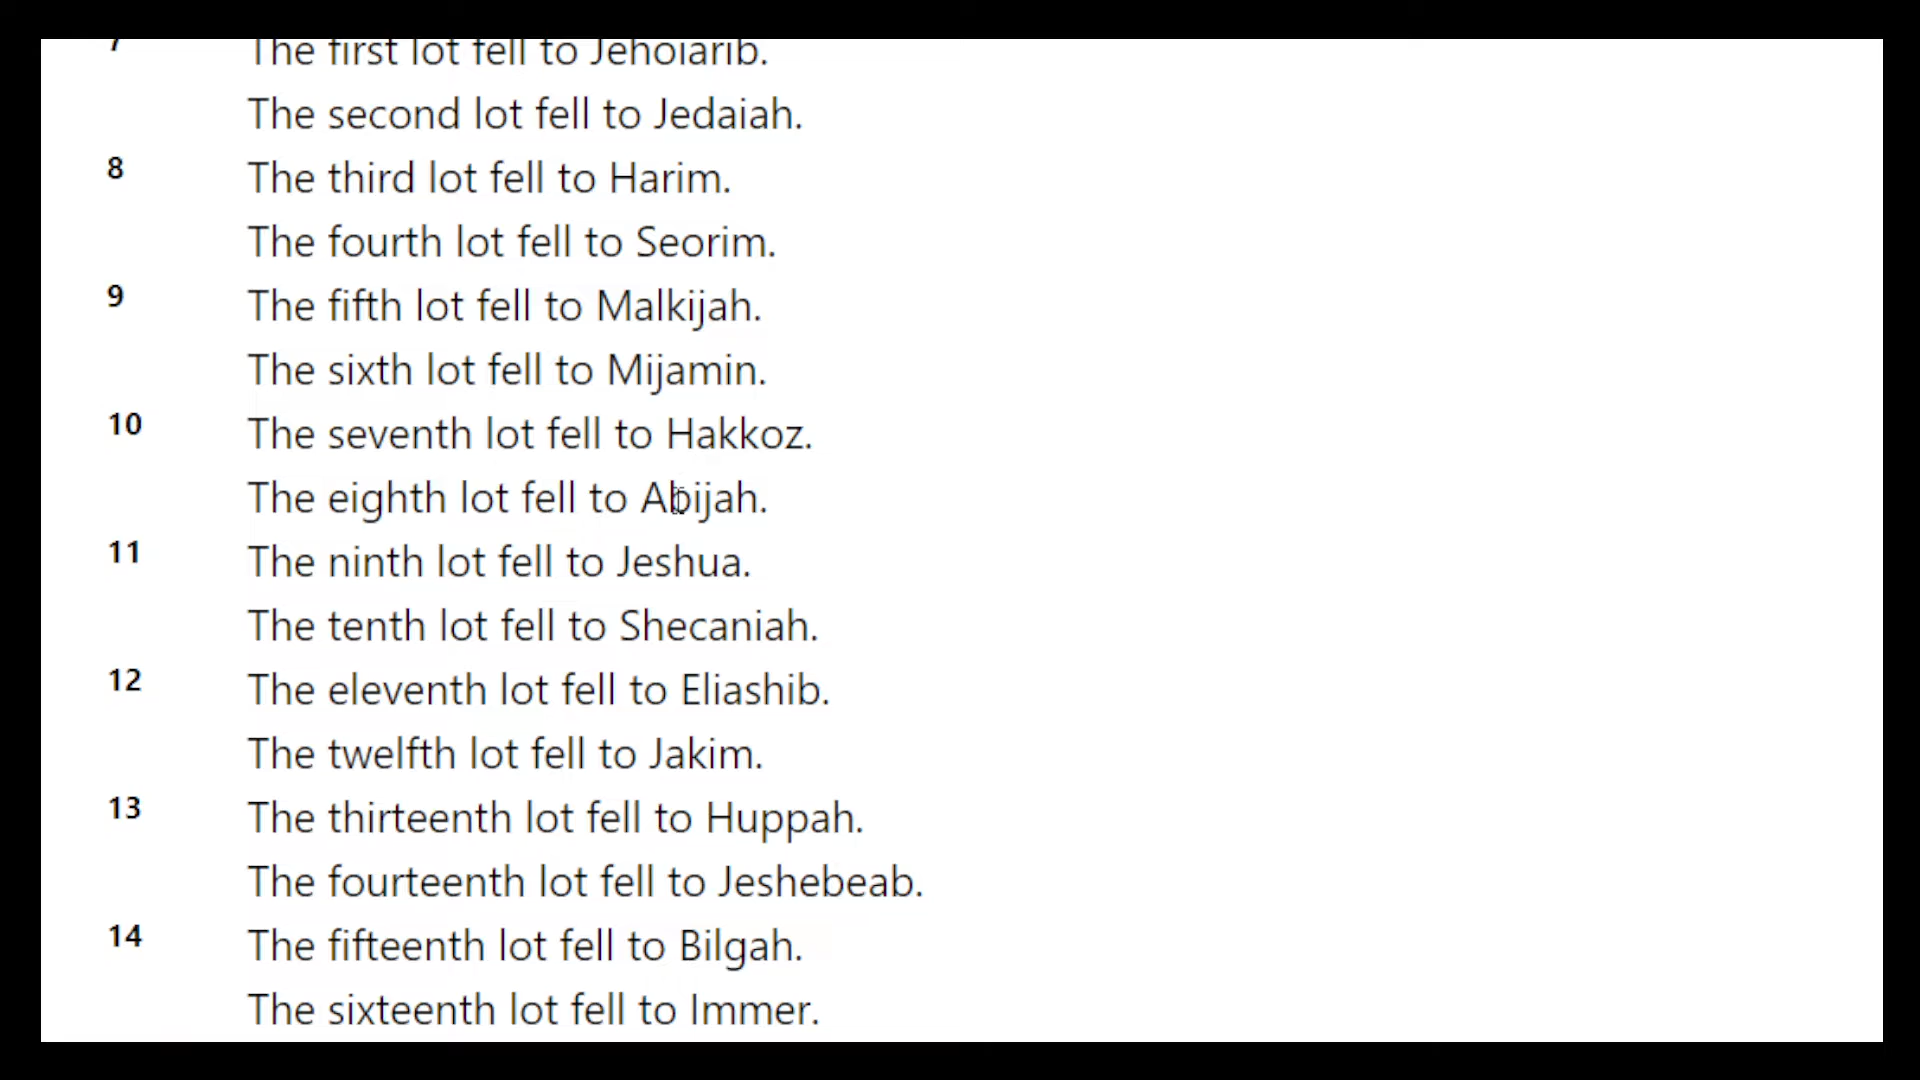 7 The first lot fell to Jehoiarib.
The second lot fell to Jedaiah.
8 The third lot fell to Harim.
The fourth lot fell to Seorim.
9 The fifth lot fell to Malkijah.
The sixth lot fell to Mijamin.
10 The seventh lot fell to Hakkoz.
The eighth lot fell to Abijah.
11 The ninth lot fell to Jeshua.
The tenth lot fell to Shecaniah.
12 The eleventh lot fell to Eliashib.
The twelfth lot fell to Jakim.
13 The thirteenth lot fell to Huppah.
The fourteenth lot fell to Jeshebeab.
14 The fifteenth lot fell to Bilgah.
The sixteenth lot fell to Immer.